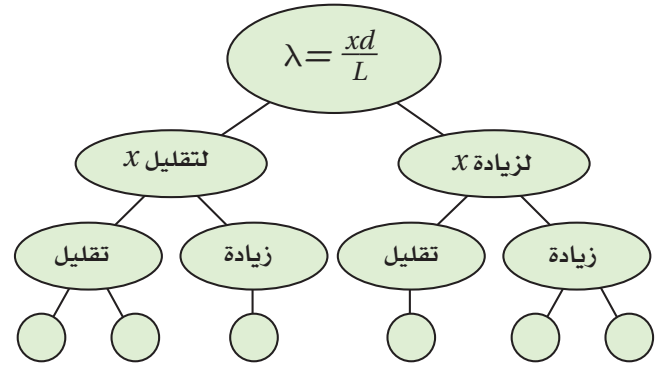 λ = xd/L
لزيادة x
لتقليل x
زيادة
تقليل
زيادة
تقليل